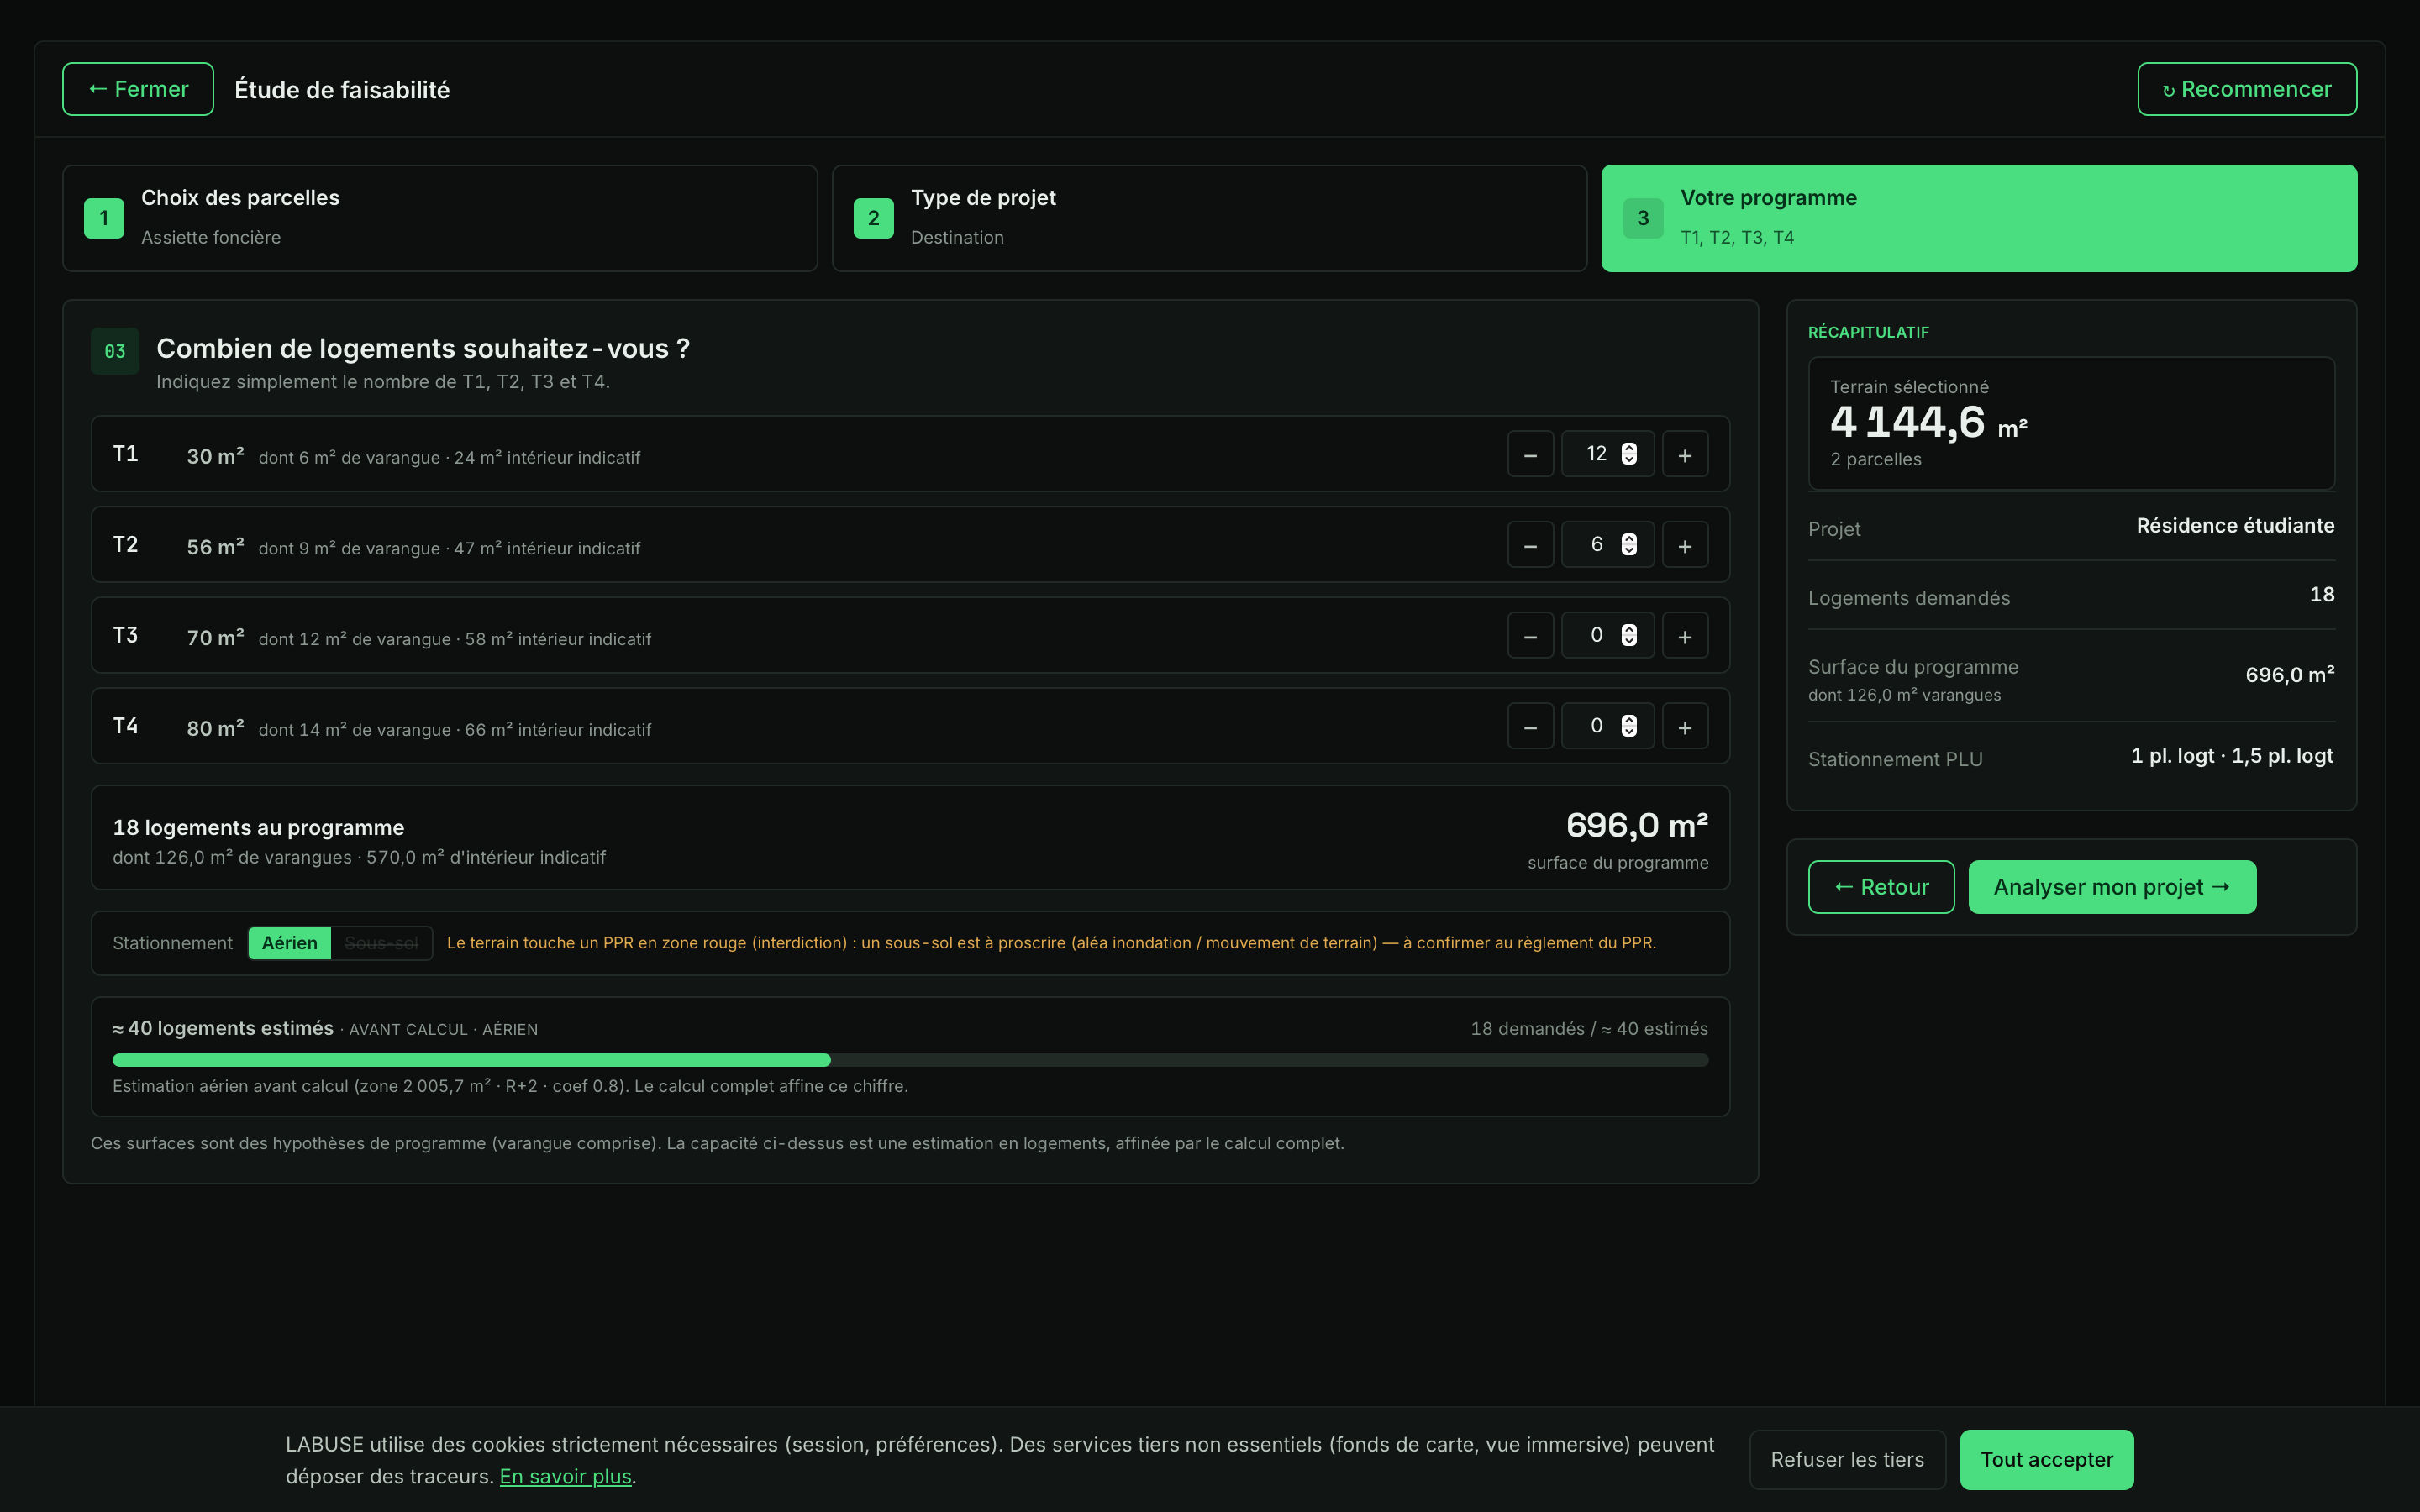 ← Fermer
Étude de faisabilité
↻ Recommencer
1
Choix des parcelles
Assiette foncière
2
Type de projet
Destination
3
Votre programme
T1, T2, T3, T4
03
Combien de logements souhaitez-vous ?
Indiquez simplement le nombre de T1, T2, T3 et T4.
T1 30 m² dont 6 m² de varangue · 24 m² intérieur indicatif − 12 +
T2 56 m² dont 9 m² de varangue · 47 m² intérieur indicatif − 6 +
T3 70 m² dont 12 m² de varangue · 58 m² intérieur indicatif − 0 +
T4 80 m² dont 14 m² de varangue · 66 m² intérieur indicatif − 0 +
18 logements au programme
dont 126,0 m² de varangues · 570,0 m² d'intérieur indicatif
696,0 m²
surface du programme
Stationnement Aérien Sous-sol Le terrain touche un PPR en zone rouge (interdiction) : un sous-sol est à proscrire (aléa inondation / mouvement de terrain) — à confirmer au règlement du PPR.
≈ 40 logements estimés · AVANT CALCUL · AÉRIEN
18 demandés / ≈ 40 estimés
Estimation aérien avant calcul (zone 2 005,7 m² · R+2 · coef 0.8). Le calcul complet affine ce chiffre.
Ces surfaces sont des hypothèses de programme (varangue comprise). La capacité ci-dessus est une estimation en logements, affinée par le calcul complet.
RÉCAPITULATIF
Terrain sélectionné
4 144,6 m²
2 parcelles
Projet Résidence étudiante
Logements demandés 18
Surface du programme 696,0 m²
dont 126,0 m² varangues
Stationnement PLU 1 pl. logt · 1,5 pl. logt
← Retour
Analyser mon projet →
LABUSE utilise des cookies strictement nécessaires (session, préférences). Des services tiers non essentiels (fonds de carte, vue immersive) peuvent
déposer des traceurs. En savoir plus.
Refuser les tiers
Tout accepter